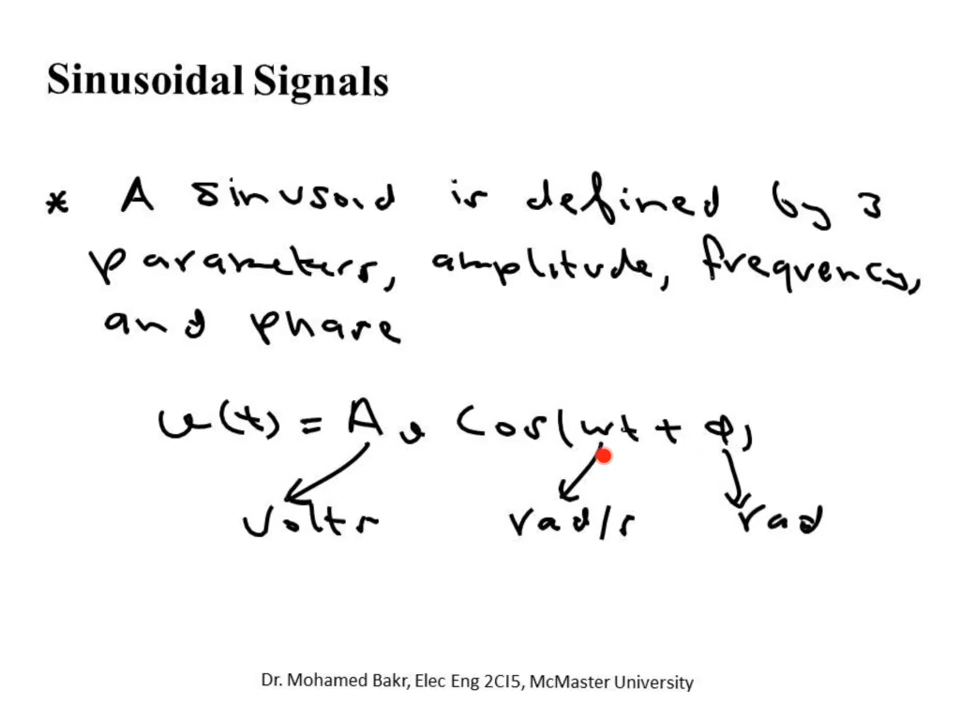 Sinusoidal Signals
* A sinusoid is defined by 3
parameters, amplitude, frequency,
and phase
v(t) = A_v Cos(ωt + φ)
Volts rad/s rad
Dr. Mohamed Bakr, Elec Eng 2CI5, McMaster University